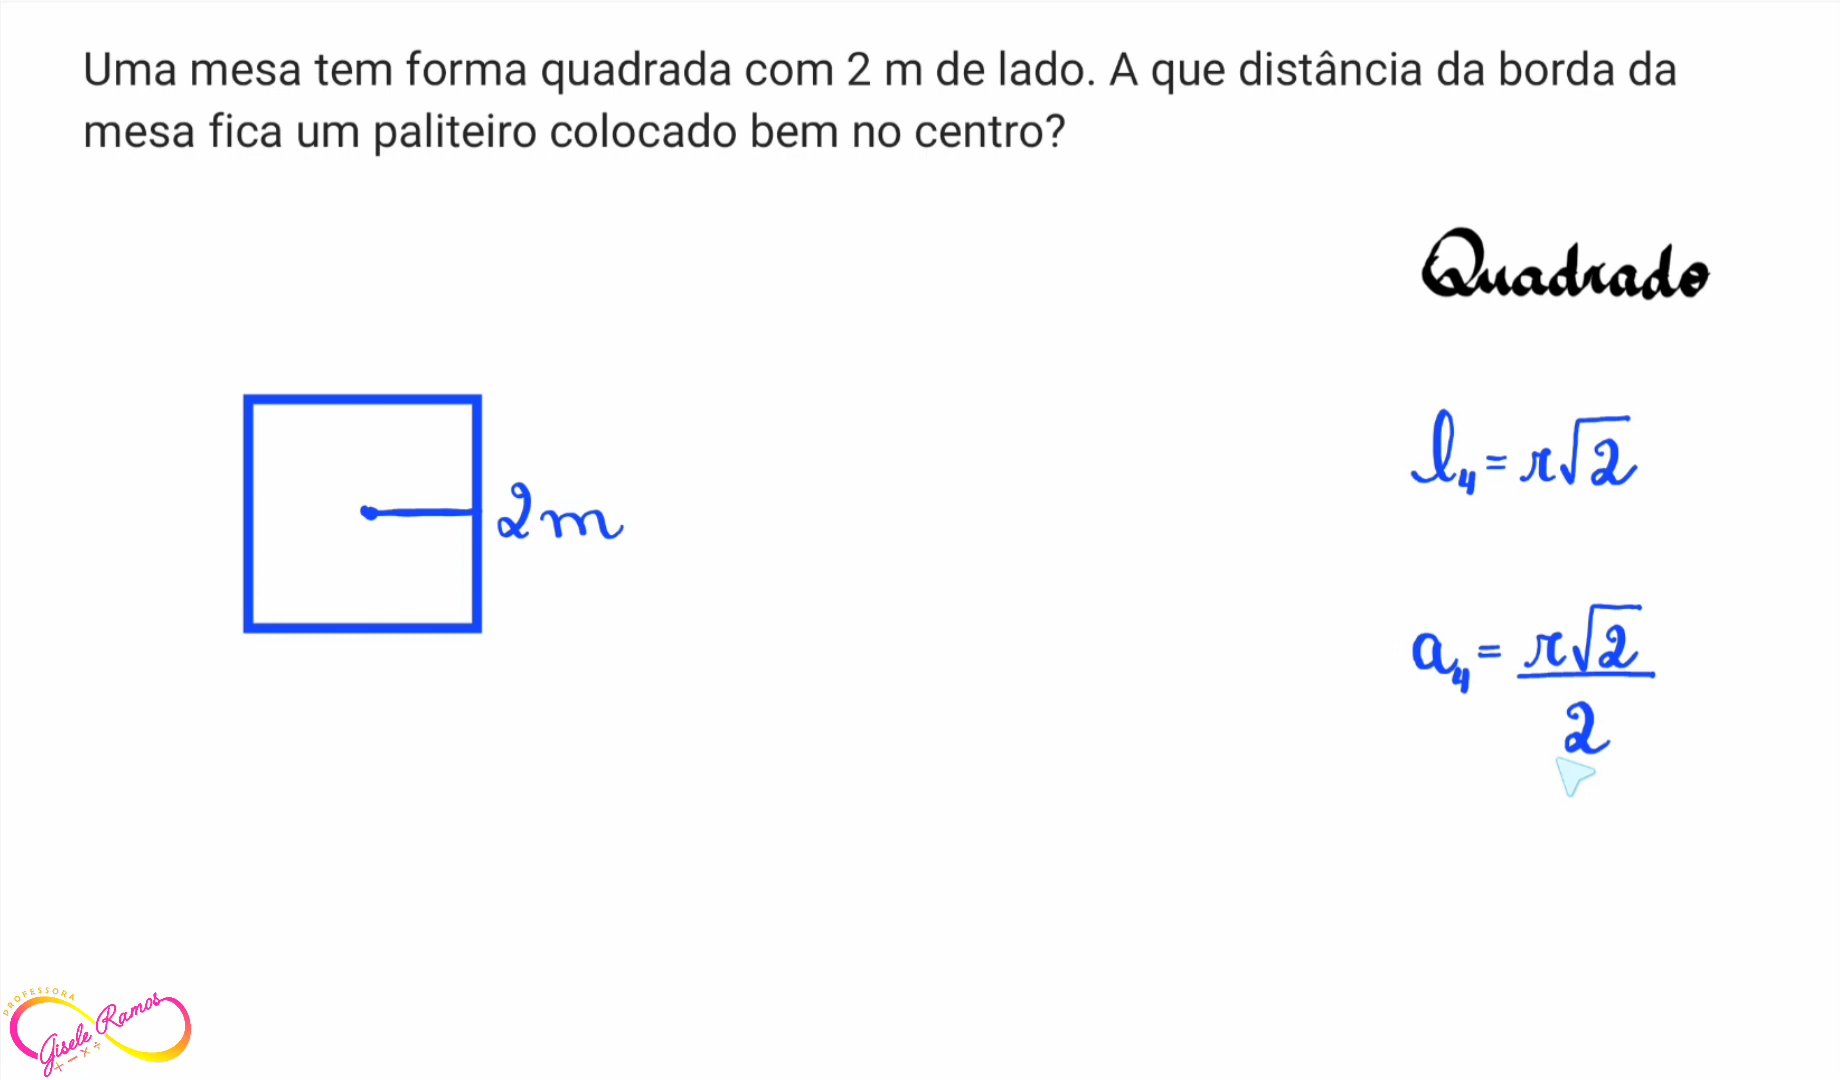 Uma mesa tem forma quadrada com 2 m de lado. A que distância da borda da
mesa fica um paliteiro colocado bem no centro?
Quadrado
2m
l₄ = r√2
a₄ = r√2
2
PROFESSORA
Gisele Ramos
+ − × ÷